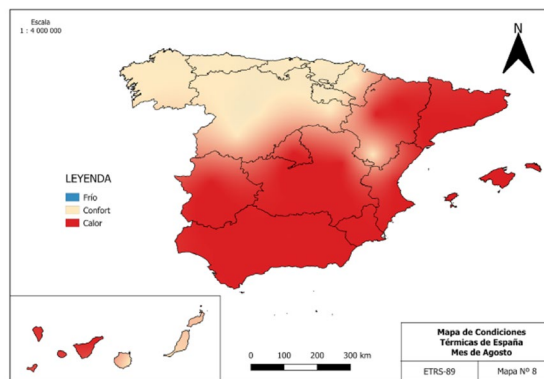 Escala
1 : 4 000 000
N
LEYENDA
Frío
Confort
Calor
0 100 200 300 km
Mapa de Condiciones
Térmicas de España
Mes de Agosto
ETRS-89
Mapa Nº 8